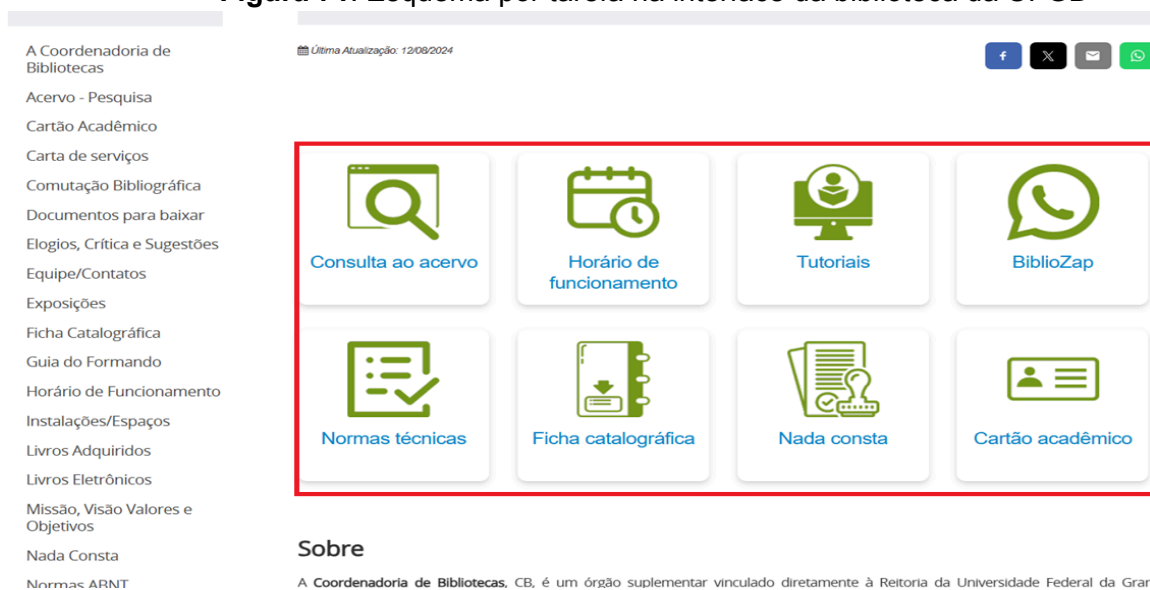 A Coordenadoria de
Bibliotecas
Acervo - Pesquisa
Cartão Acadêmico
Carta de serviços
Comutação Bibliográfica
Documentos para baixar
Elogios, Crítica e Sugestões
Equipe/Contatos
Exposições
Ficha Catalográfica
Guia do Formando
Horário de Funcionamento
Instalações/Espaços
Livros Adquiridos
Livros Eletrônicos
Missão, Visão Valores e
Objetivos
Nada Consta
Normas ABNT
Última Atualização: 12/08/2024
Consulta ao acervo
Horário de
funcionamento
Tutoriais
BiblioZap
Normas técnicas
Ficha catalográfica
Nada consta
Cartão acadêmico
Sobre
A Coordenadoria de Bibliotecas, CB, é um órgão suplementar vinculado diretamente à Reitoria da Universidade Federal da